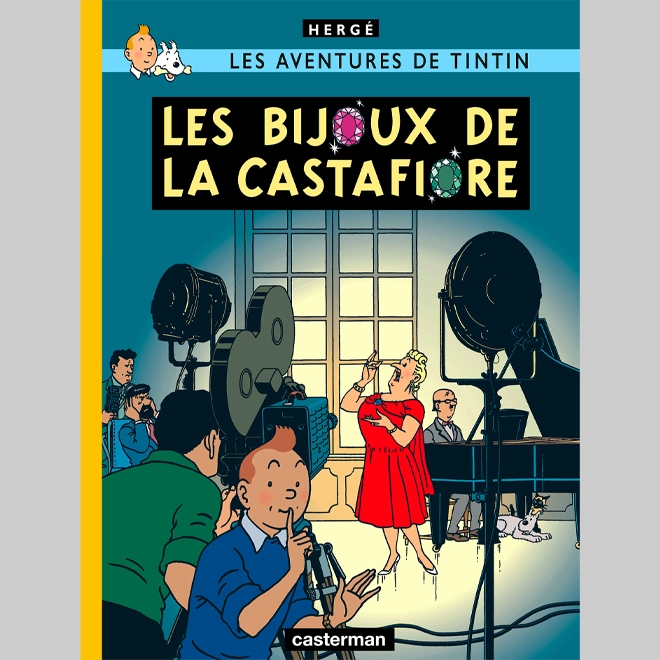 HERGÉ
LES AVENTURES DE TINTIN
LES BIJOUX DE
LA CASTAFIORE
casterman